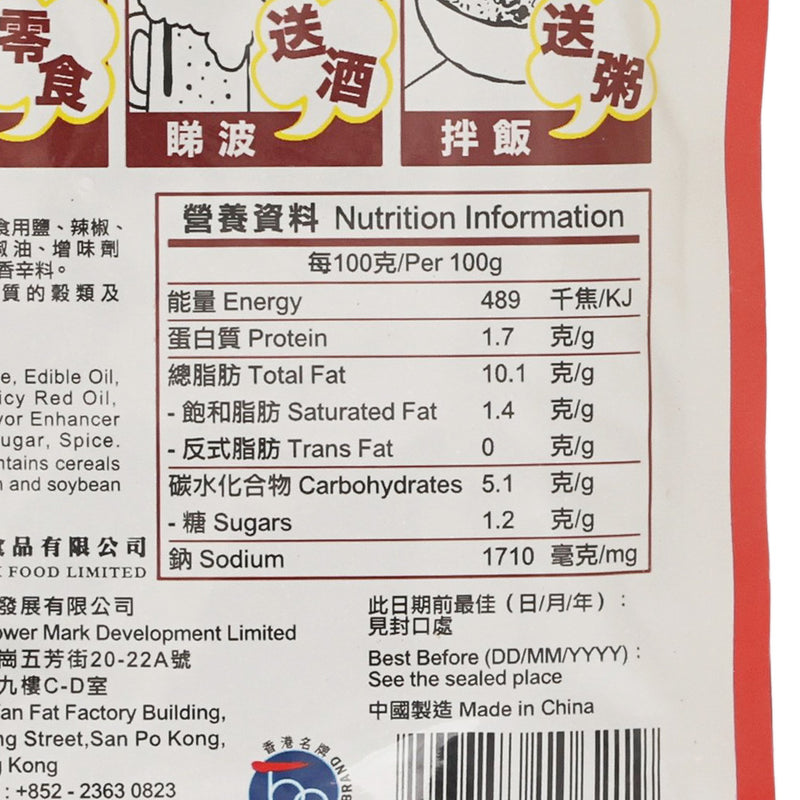 零食
送酒
送粥
睇波
拌飯
食用鹽、辣椒、
椒油、增味劑
香辛料。
質的穀類及
e, Edible Oil,
icy Red Oil,
vor Enhancer
ugar, Spice.
ntains cereals
n and soybean
食品有限公司
FOOD LIMITED
營養資料 Nutrition Information
每100克/Per 100g
能量 Energy 489 千焦/KJ
蛋白質 Protein 1.7 克/g
總脂肪 Total Fat 10.1 克/g
- 飽和脂肪 Saturated Fat 1.4 克/g
- 反式脂肪 Trans Fat 0 克/g
碳水化合物 Carbohydrates 5.1 克/g
- 糖 Sugars 1.2 克/g
鈉 Sodium 1710 毫克/mg
發展有限公司
ower Mark Development Limited
崗五芳街20-22A號
九樓C-D室
an Fat Factory Building,
ng Street,San Po Kong,
g Kong
: +852 - 2363 0823
此日期前最佳（日/月/年）：
見封口處
Best Before (DD/MM/YYYY) :
See the sealed place
中國製造 Made in China
香港名牌
BRAND